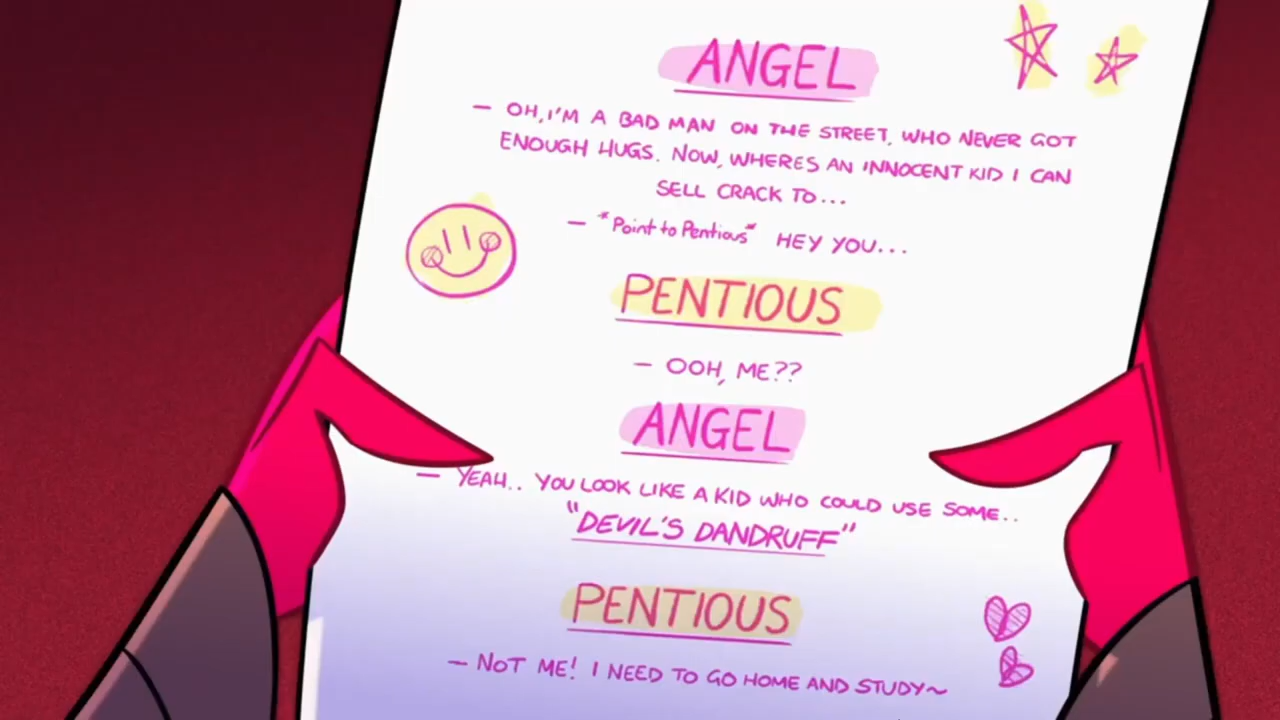 ANGEL
— OH, I'M A BAD MAN ON THE STREET, WHO NEVER GOT
ENOUGH HUGS. NOW, WHERES AN INNOCENT KID I CAN
SELL CRACK TO...
— *Point to Pentious* HEY YOU...
PENTIOUS
— OOH, ME??
ANGEL
— YEAH.. YOU LOOK LIKE A KID WHO COULD USE SOME..
"DEVIL'S DANDRUFF"
PENTIOUS
— NOT ME! I NEED TO GO HOME AND STUDY~